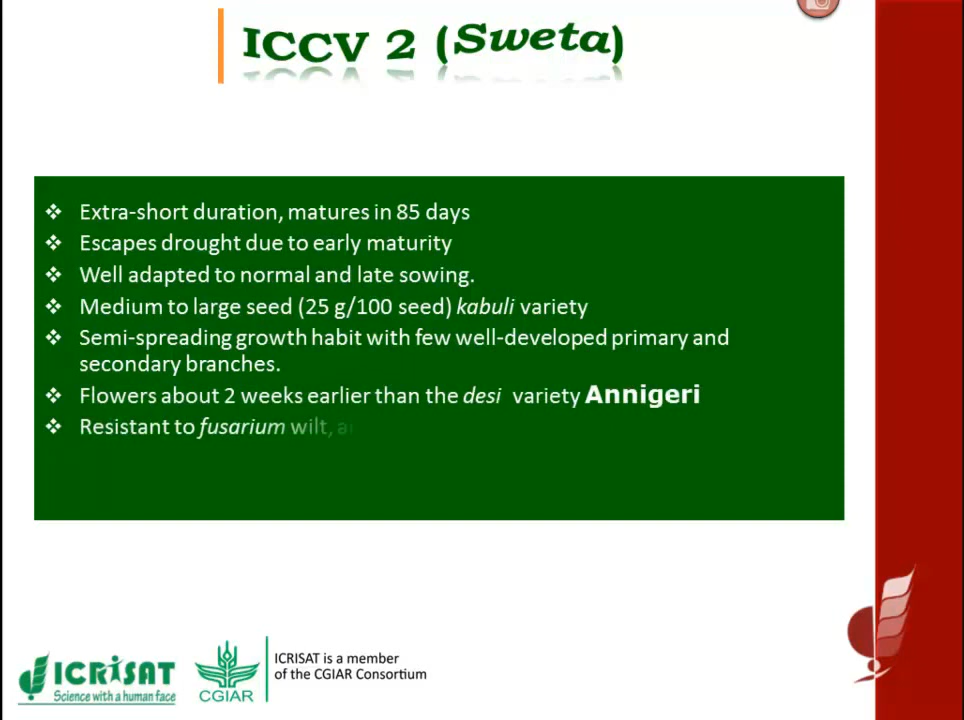 ICCV 2 (Sweta)
❖ Extra-short duration, matures in 85 days
❖ Escapes drought due to early maturity
❖ Well adapted to normal and late sowing.
❖ Medium to large seed (25 g/100 seed) kabuli variety
❖ Semi-spreading growth habit with few well-developed primary and
secondary branches.
❖ Flowers about 2 weeks earlier than the desi variety Annigeri
❖ Resistant to fusarium wilt,
ICRISAT
Science with a human face
CGIAR
ICRISAT is a member
of the CGIAR Consortium